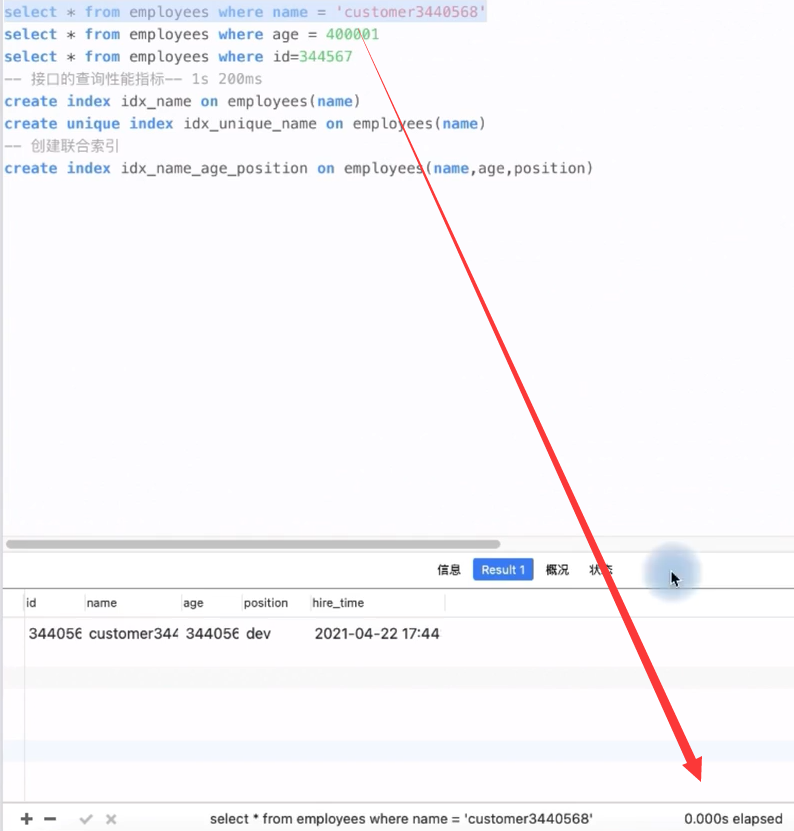 select * from employees where name = 'customer3440568'
select * from employees where age = 400001
select * from employees where id=344567
-- 接口的查询性能指标-- 1s 200ms
create index idx_name on employees(name)
create unique index idx_unique_name on employees(name)
-- 创建联合索引
create index idx_name_age_position on employees(name,age,position)
信息 Result 1 概况 状态
id name age position hire_time
344056 customer344 344056 dev 2021-04-22 17:44
select * from employees where name = 'customer3440568' 0.000s elapsed